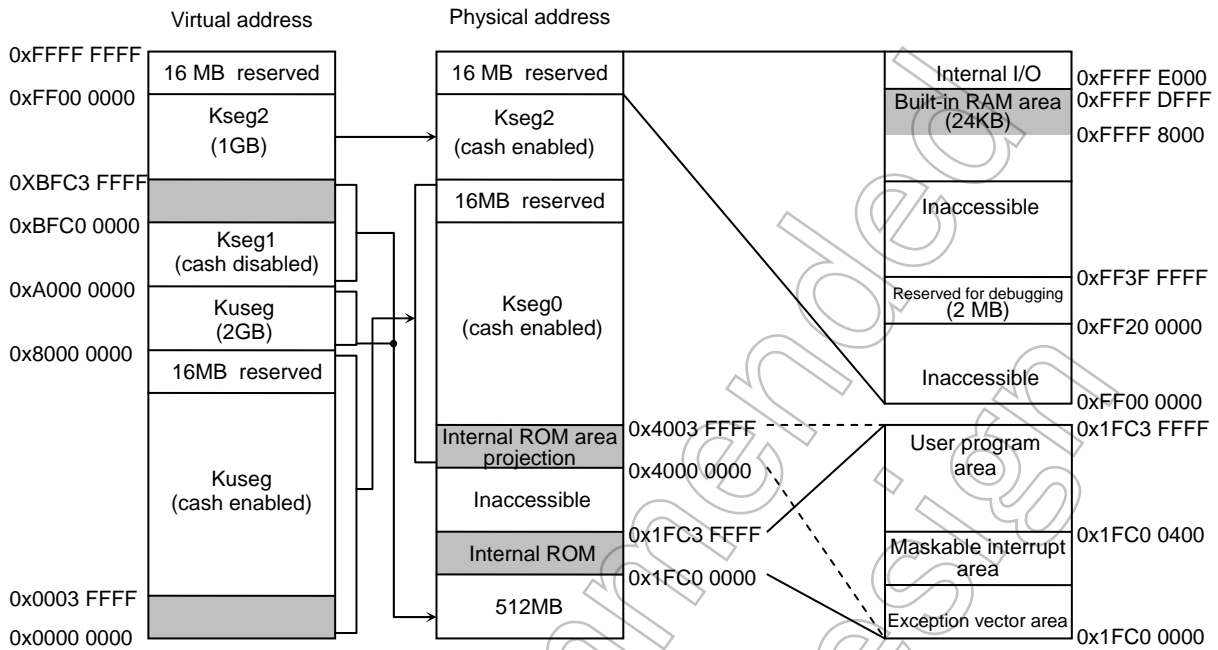 Virtual address
Physical address
0xFFFF FFFF
16 MB reserved
0xFF00 0000
Kseg2
(1GB)
0XBFC3 FFFF
0xBFC0 0000
Kseg1
(cash disabled)
0xA000 0000
Kuseg
(2GB)
0x8000 0000
16MB reserved
Kuseg
(cash enabled)
0x0003 FFFF
0x0000 0000
16 MB reserved
Kseg2
(cash enabled)
16MB reserved
Kseg0
(cash enabled)
Internal ROM area
projection
0x4003 FFFF
0x4000 0000
Inaccessible
0x1FC3 FFFF
Internal ROM
0x1FC0 0000
512MB
Internal I/O
0xFFFF E000
Built-in RAM area
(24KB)
0xFFFF DFFF
0xFFFF 8000
Inaccessible
0xFF3F FFFF
Reserved for debugging
(2 MB)
0xFF20 0000
Inaccessible
0xFF00 0000
0x1FC3 FFFF
User program
area
0x1FC0 0400
Maskable interrupt
area
Exception vector area
0x1FC0 0000
mmended
esign